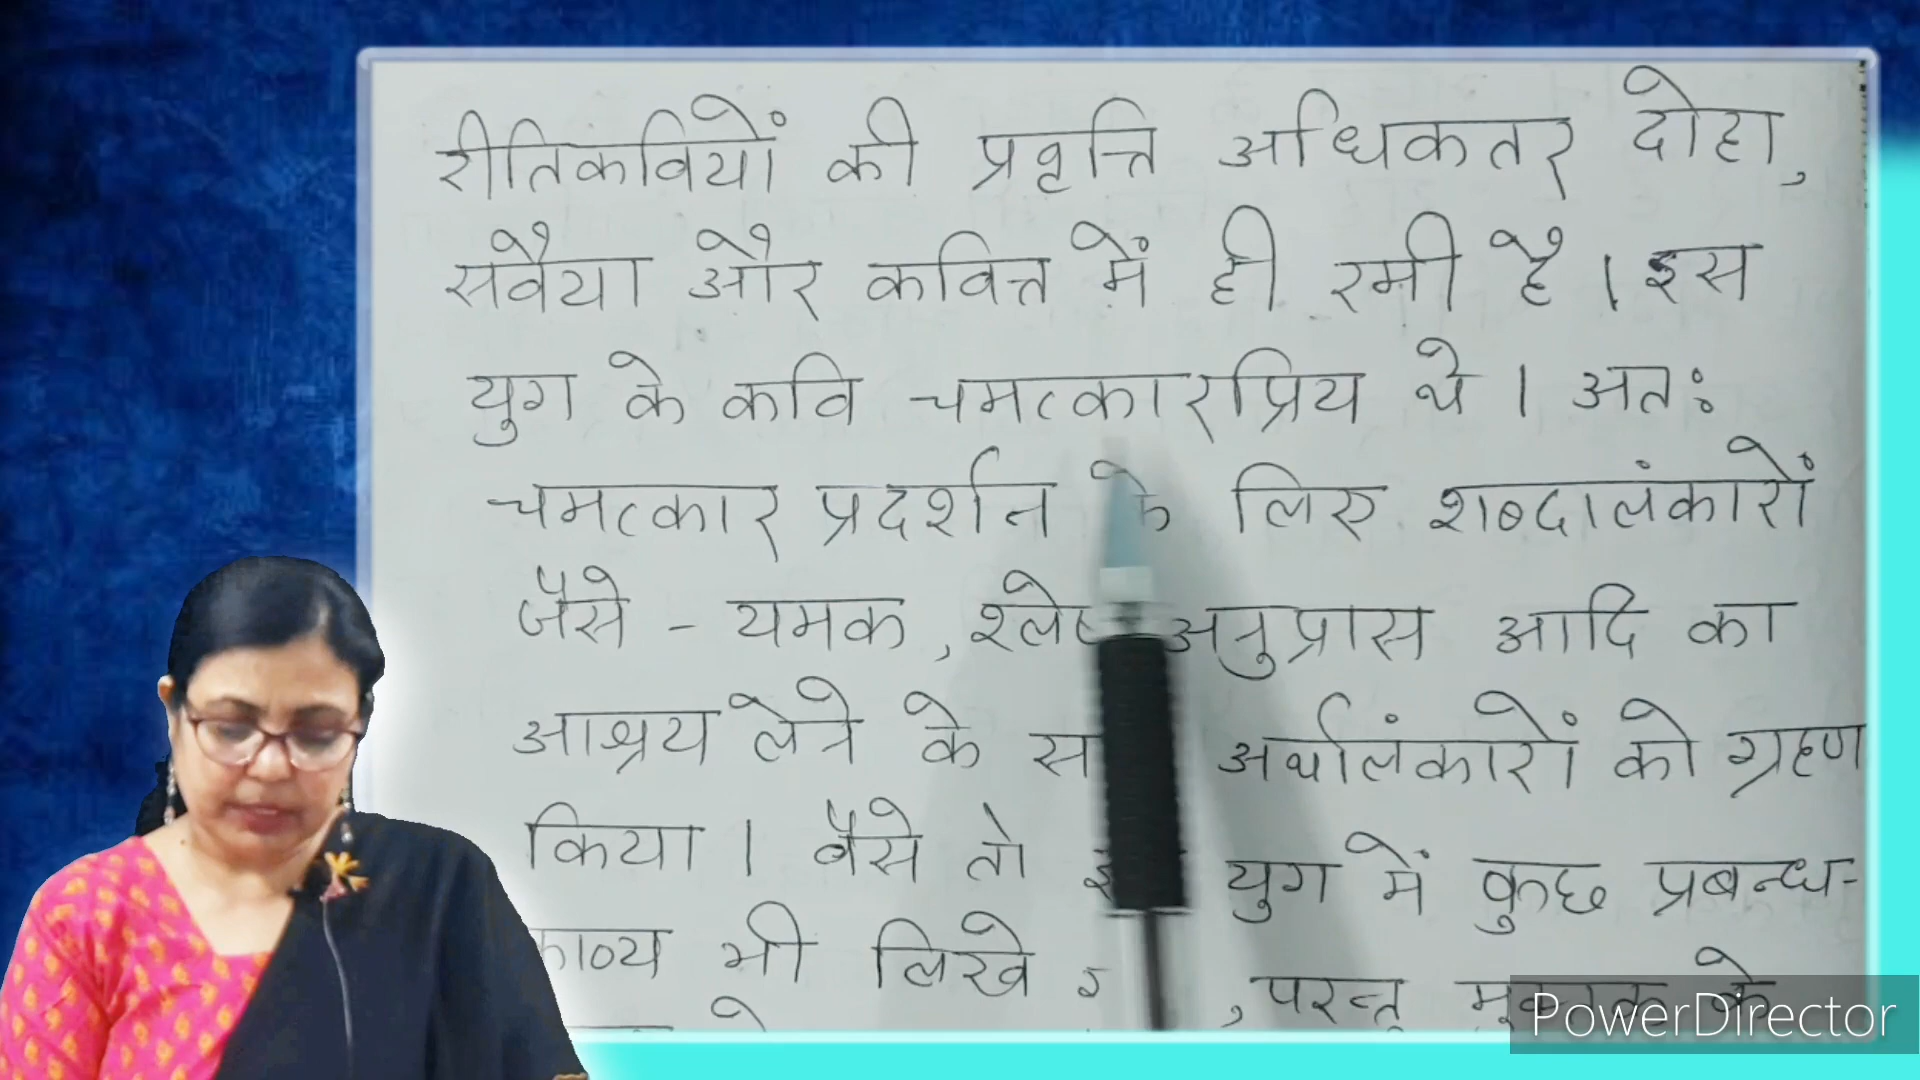 रीतिकवियों की प्रवृत्ति अधिकतर दोहा,
सवैया और कवित्त में ही रमी है । इस
युग के कवि चमत्कारप्रिय थे । अतः
चमत्कार प्रदर्शन के लिए शब्दालंकारों
जैसे - यमक, अनुप्रास आदि का
आश्रय लेने के अर्थालंकारों को ग्रहण
किया । वैसे तो युग में कुछ प्रबन्ध-
काव्य भी लिखे , परन्तु मुक्तक के
PowerDirector